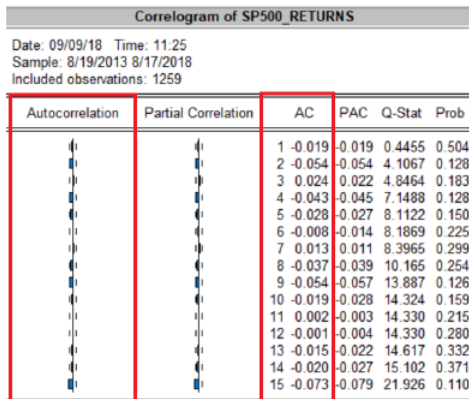 Correlogram of SP500_RETURNS
Date: 09/09/18 Time: 11:25
Sample: 8/19/2013 8/17/2018
Included observations: 1259
Autocorrelation Partial Correlation AC PAC Q-Stat Prob
1 -0.019 -0.019 0.4455 0.504
2 -0.054 -0.054 4.1067 0.128
3 0.024 0.022 4.8464 0.183
4 -0.043 -0.045 7.1488 0.128
5 -0.028 -0.027 8.1122 0.150
6 -0.008 -0.014 8.1869 0.225
7 0.013 0.011 8.3965 0.299
8 -0.037 -0.039 10.165 0.254
9 -0.054 -0.057 13.887 0.126
10 -0.019 -0.028 14.324 0.159
11 0.002 -0.003 14.330 0.215
12 -0.001 -0.004 14.330 0.280
13 -0.015 -0.022 14.617 0.332
14 -0.020 -0.027 15.102 0.371
15 -0.073 -0.079 21.926 0.110